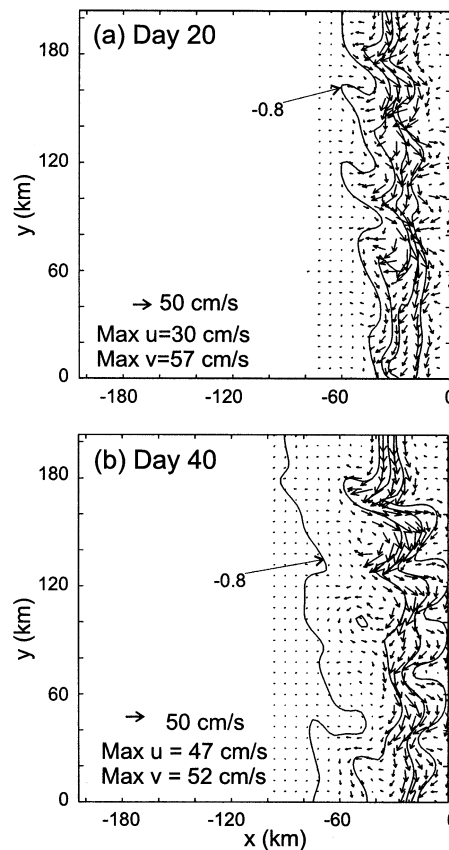 (a) Day 20
180
-0.8
120
y (km)
60
50 cm/s
Max u=30 cm/s
Max v=57 cm/s
0
-180 -120 -60 0
(b) Day 40
180
-0.8
120
y (km)
60
50 cm/s
Max u = 47 cm/s
Max v = 52 cm/s
0
-180 -120 -60 0
x (km)